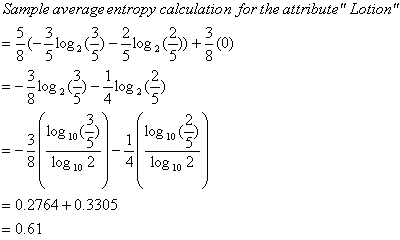 Sample average entropy calculation for the attribute" Lotion"
= 5/8(−3/5 log₂(3/5) − 2/5 log₂(2/5)) + 3/8(0)
= −3/8 log₂(3/5) − 1/4 log₂(2/5)
= −3/8(log₁₀(3/5)/log₁₀ 2) − 1/4(log₁₀(2/5)/log₁₀ 2)
= 0.2764 + 0.3305
= 0.61